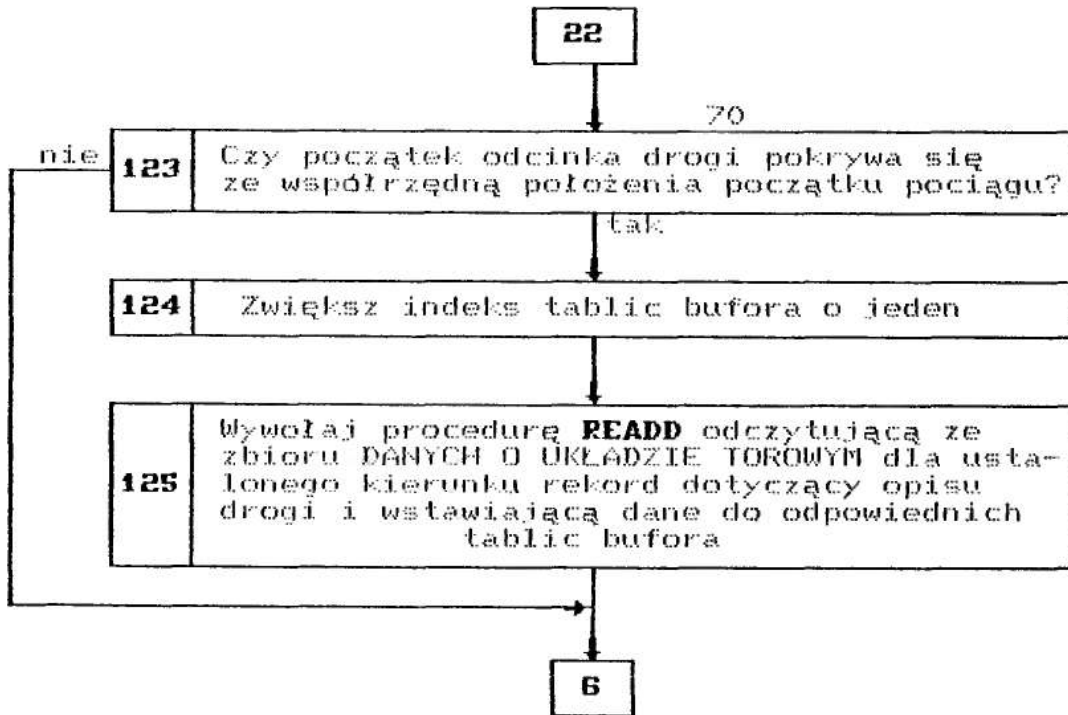 22
70
nie
123
Czy początek odcinka drogi pokrywa się
ze współrzędną położenia początku pociągu?
tak
124
Zwiększ indeks tablic bufora o jeden
125
Wywołaj procedurę READD odczytującą ze
zbioru DANYCH O UKŁADZIE TOROWYM dla usta-
lonego kierunku rekord dotyczący opisu
drogi i wstawiającą dane do odpowiednich
tablic bufora
6